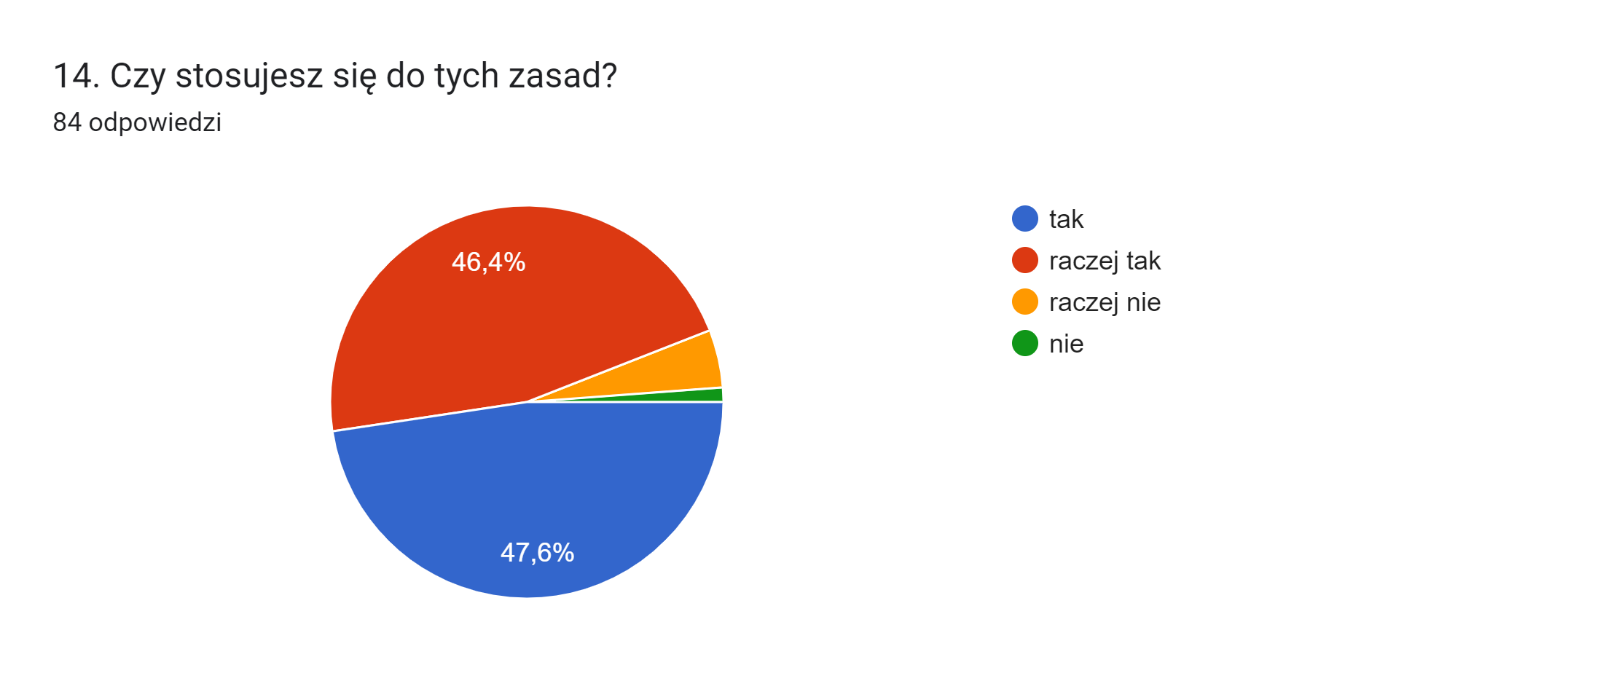 14. Czy stosujesz się do tych zasad?
84 odpowiedzi
46,4%
47,6%
tak
raczej tak
raczej nie
nie